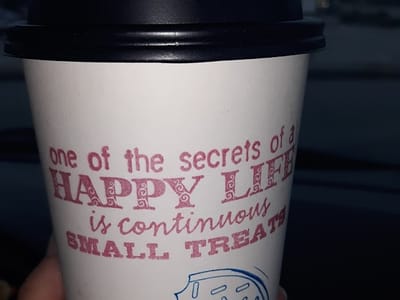 one of the secrets of a
HAPPY LIFE
is continuous
SMALL TREATS